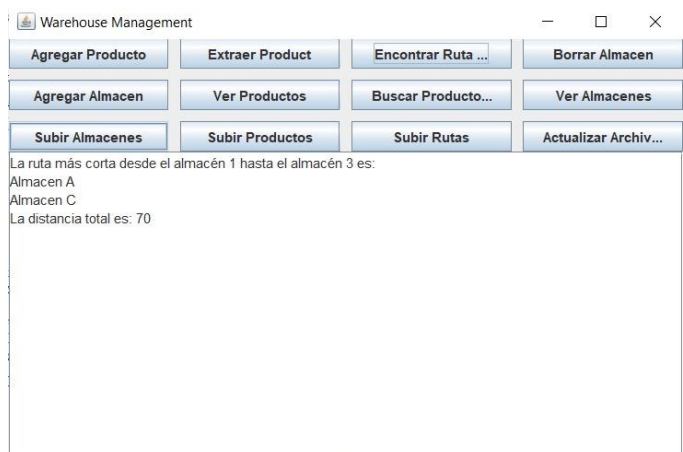 Warehouse Management
Agregar Producto Extraer Product Encontrar Ruta ... Borrar Almacen
Agregar Almacen Ver Productos Buscar Producto... Ver Almacenes
Subir Almacenes Subir Productos Subir Rutas Actualizar Archiv...
La ruta más corta desde el almacén 1 hasta el almacén 3 es:
Almacen A
Almacen C
La distancia total es: 70